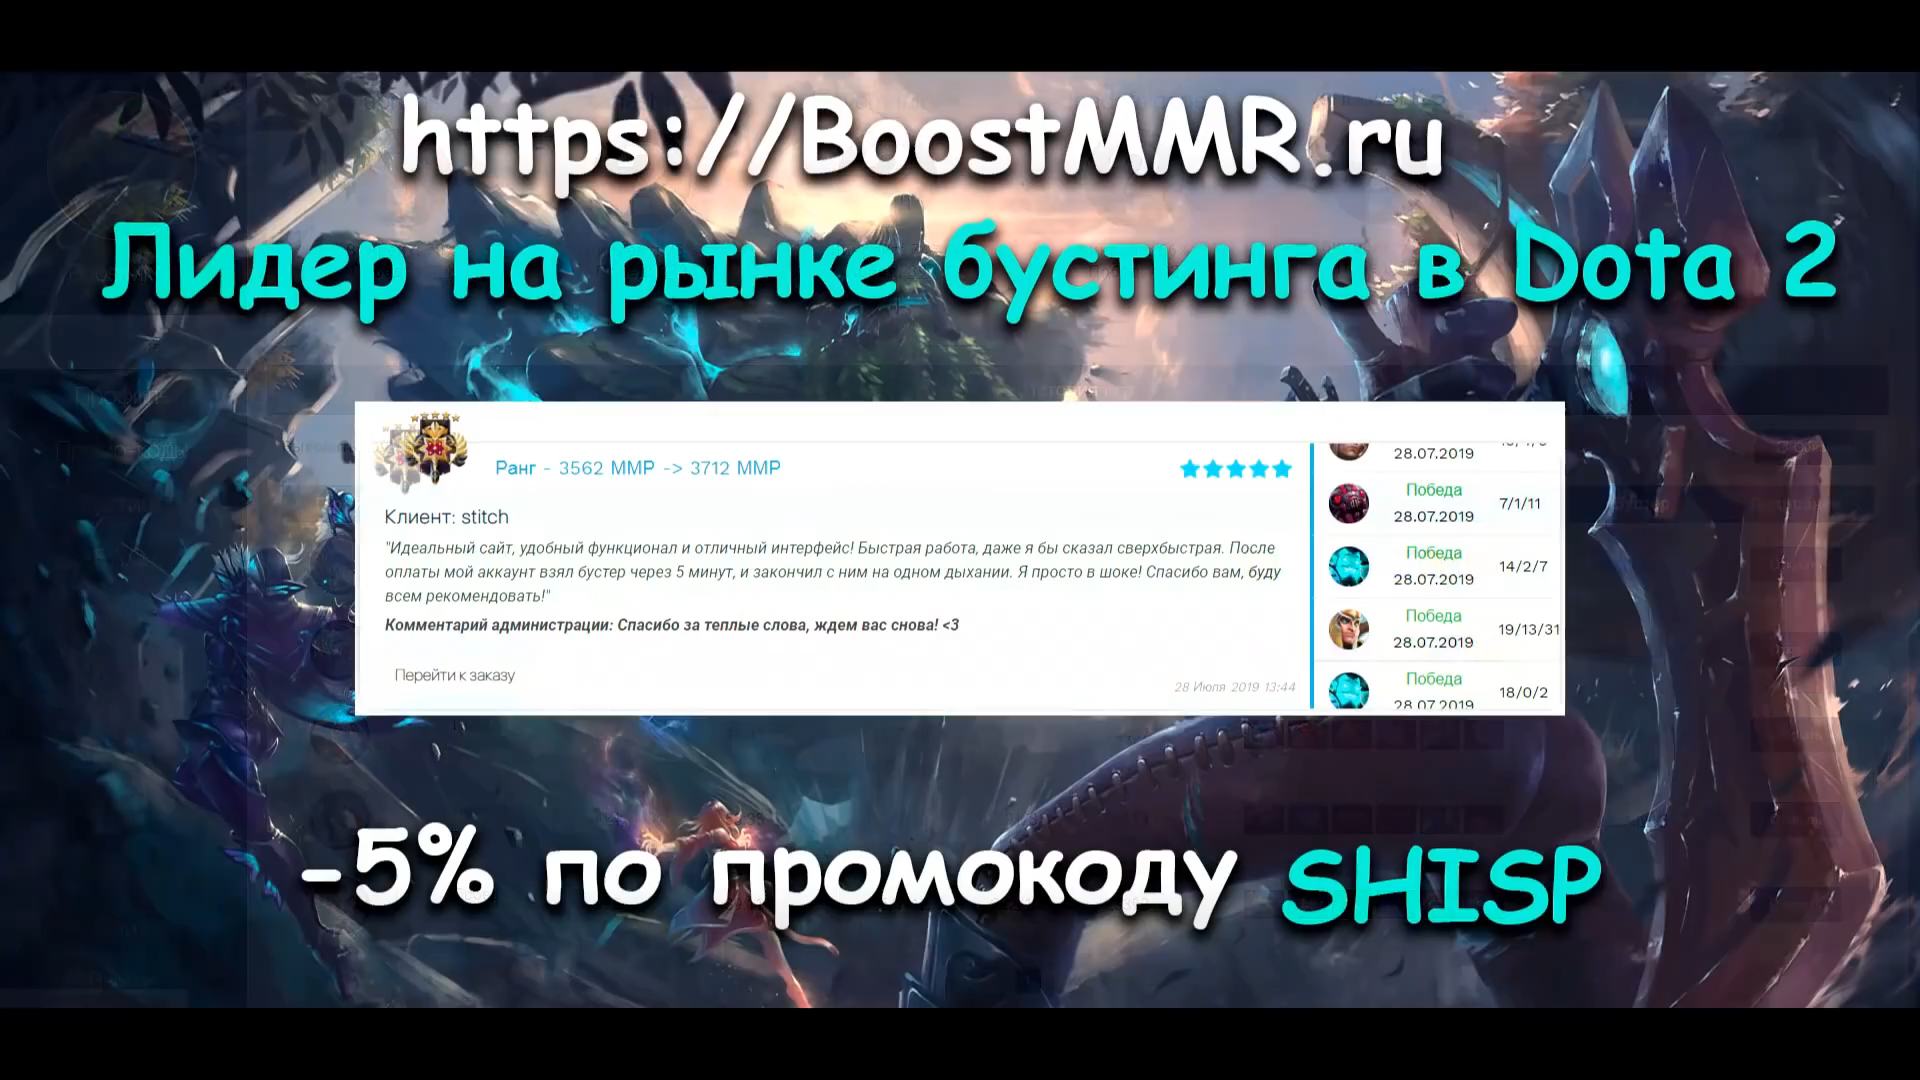 https://BoostMMR.ru
Лидер на рынке бустинга в Dota 2
28.07.2019
Ранг - 3562 ММР -> 3712 ММР
Победа
28.07.2019 7/1/11
Клиент: stitch
"Идеальный сайт, удобный функционал и отличный интерфейс! Быстрая работа, даже я бы сказал сверхбыстрая. После
оплаты мой аккаунт взял бустер через 5 минут, и закончил с ним на одном дыхании. Я просто в шоке! Спасибо вам, буду
всем рекомендовать!"
Комментарий администрации: Спасибо за теплые слова, ждем вас снова! <3
Перейти к заказу
28 Июля 2019 13:44
Победа
28.07.2019 14/2/7
Победа
28.07.2019 19/13/31
Победа
28.07.2019 18/0/2
-5% по промокоду SHISP